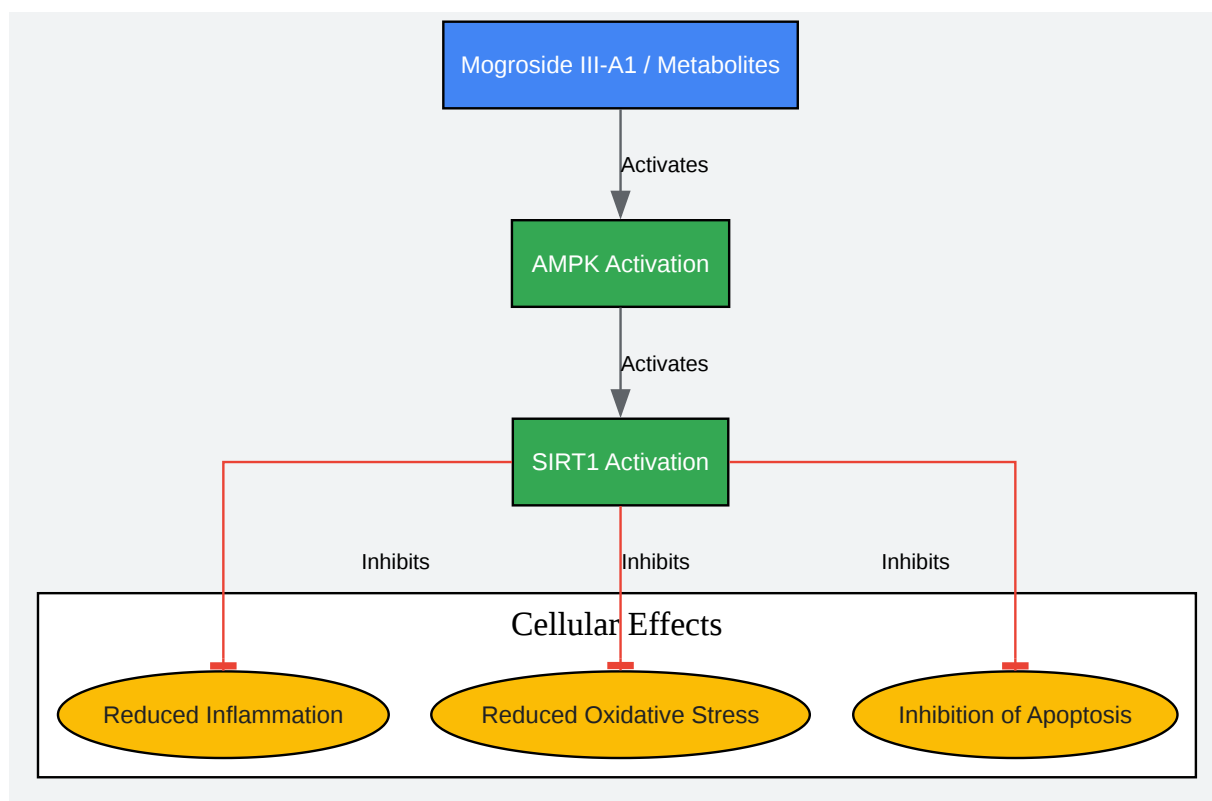 Mogroside III-A1 / Metabolites
Activates
AMPK Activation
Activates
SIRT1 Activation
Inhibits
Inhibits
Inhibits
Cellular Effects
Reduced Inflammation
Reduced Oxidative Stress
Inhibition of Apoptosis